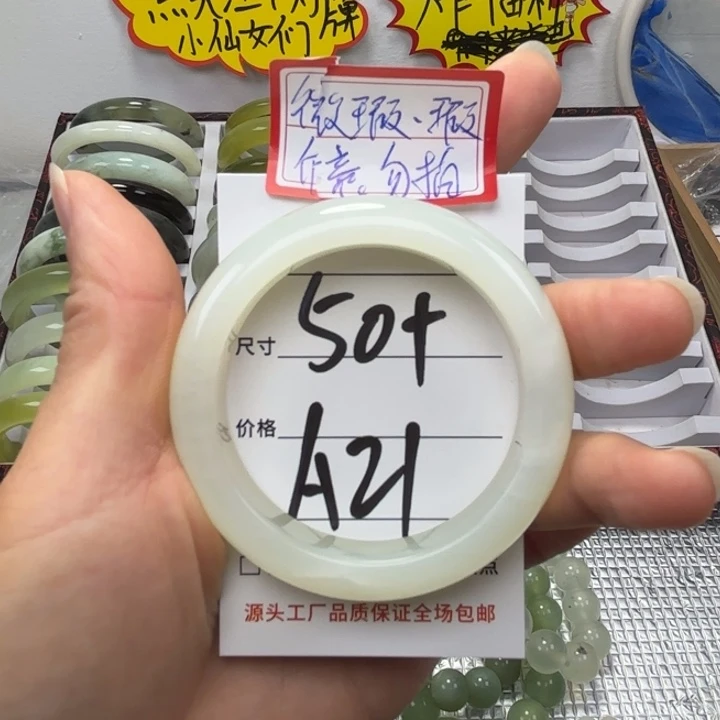 小仙女们 牌
微瑕、瑕
介意。勿拍
尺寸 50+
价格 A21
源头工厂品质保证全场包邮